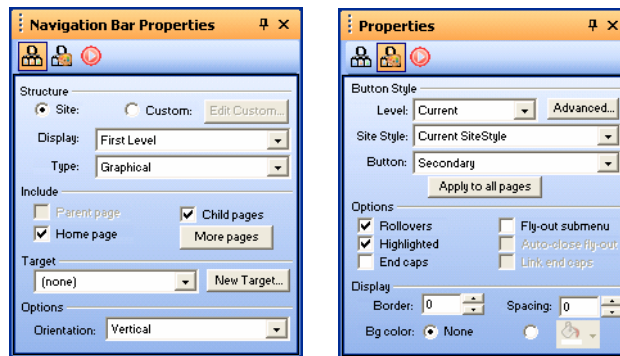 Navigation Bar Properties
Structure
Site:
Custom:
Edit Custom...
Display:
First Level
Type:
Graphical
Include
Parent page
Child pages
Home page
More pages
Target
(none)
New Target...
Options
Orientation:
Vertical
Properties
Button Style
Level:
Current
Advanced...
Site Style:
Current SiteStyle
Button:
Secondary
Apply to all pages
Options
Rollovers
Fly-out submenu
Highlighted
Auto-close fly-out
End caps
Link end caps
Display
Border:
0
Spacing:
0
Bg color:
None